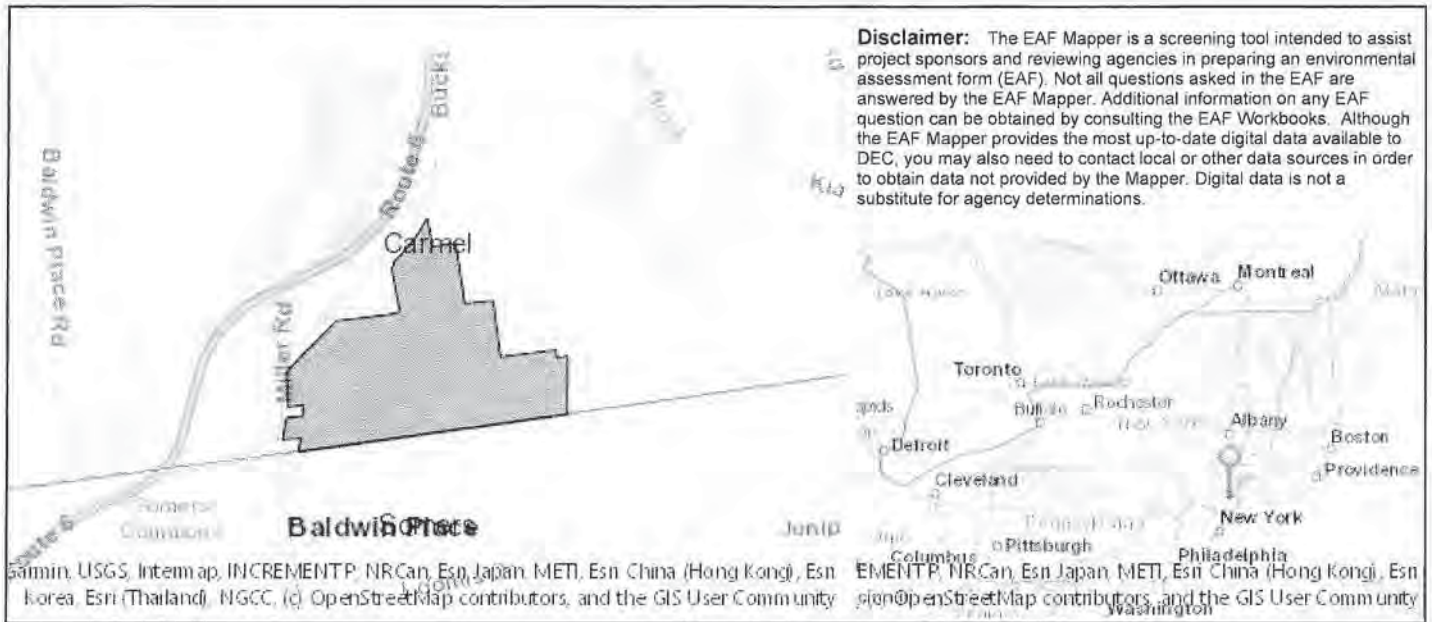 Disclaimer: The EAF Mapper is a screening tool intended to assist
project sponsors and reviewing agencies in preparing an environmental
assessment form (EAF). Not all questions asked in the EAF are
answered by the EAF Mapper. Additional information on any EAF
question can be obtained by consulting the EAF Workbooks. Although
the EAF Mapper provides the most up-to-date digital data available to
DEC, you may also need to contact local or other data sources in order
to obtain data not provided by the Mapper. Digital data is not a
substitute for agency determinations.
Bucks
Baldwin Place Rd
Route 6
Carmel
Miller Rd
Somers
Commons
Baldwin Place
Somers
Route 6
Junip
Garmin, USGS, Intermap, INCREMENT P, NRCan, Esri Japan, METI, Esri China (Hong Kong), Esri
Korea, Esri (Thailand), NGCC, (c) OpenStreetMap contributors, and the GIS User Community
Ottawa
Montreal
Toronto
Rochester
Buffalo
apids
Detroit
Albany
Boston
Providence
Cleveland
New York
Pittsburgh
Columbus
Philadelphia
EMENT P, NRCan, Esri Japan, METI, Esri China (Hong Kong), Esri
OpenStreetMap contributors, and the GIS User Community
Washington